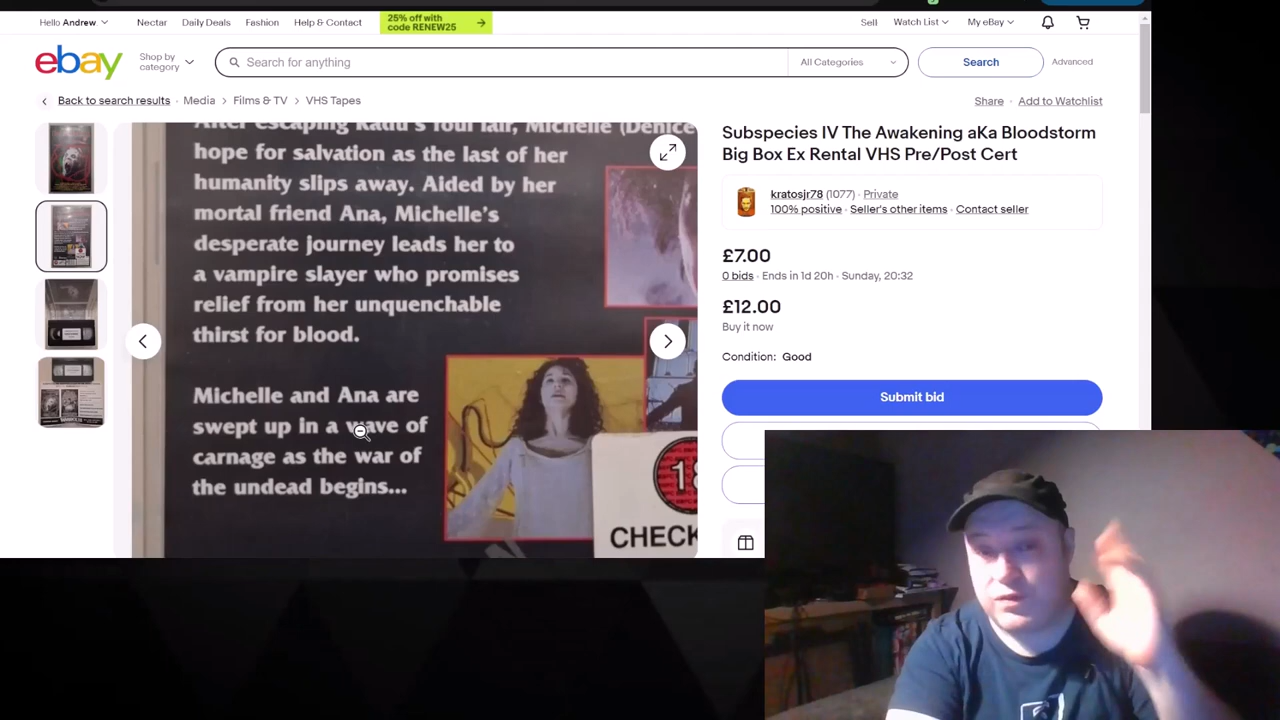 Hello Andrew
Nectar
Daily Deals
Fashion
Help & Contact
25% off with
code RENEW25
Sell
Watch List
My eBay
ebay
Shop by
category
Search for anything
All Categories
Search
Advanced
Back to search results
Media
Films & TV
VHS Tapes
Share
Add to Watchlist
After escaping Radu's foul lair, Michelle (Denice
hope for salvation as the last of her
humanity slips away. Aided by her
mortal friend Ana, Michelle's
desperate journey leads her to
a vampire slayer who promises
relief from her unquenchable
thirst for blood.
Michelle and Ana are
swept up in a wave of
carnage as the war of
the undead begins...
18
CHECK
Subspecies IV The Awakening aKa Bloodstorm
Big Box Ex Rental VHS Pre/Post Cert
kratosjr78 (1077) · Private
100% positive · Seller's other items · Contact seller
£7.00
0 bids · Ends in 1d 20h · Sunday, 20:32
£12.00
Buy it now
Condition: Good
Submit bid